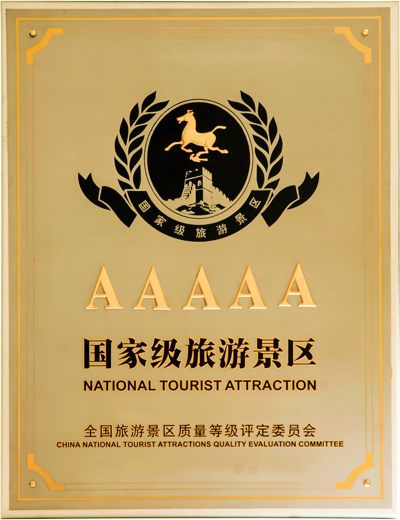 国家级旅游景区
AAAAA
国家级旅游景区
NATIONAL TOURIST ATTRACTION
全国旅游景区质量等级评定委员会
CHINA NATIONAL TOURIST ATTRACTIONS QUALITY EVALUATION COMMITTEE